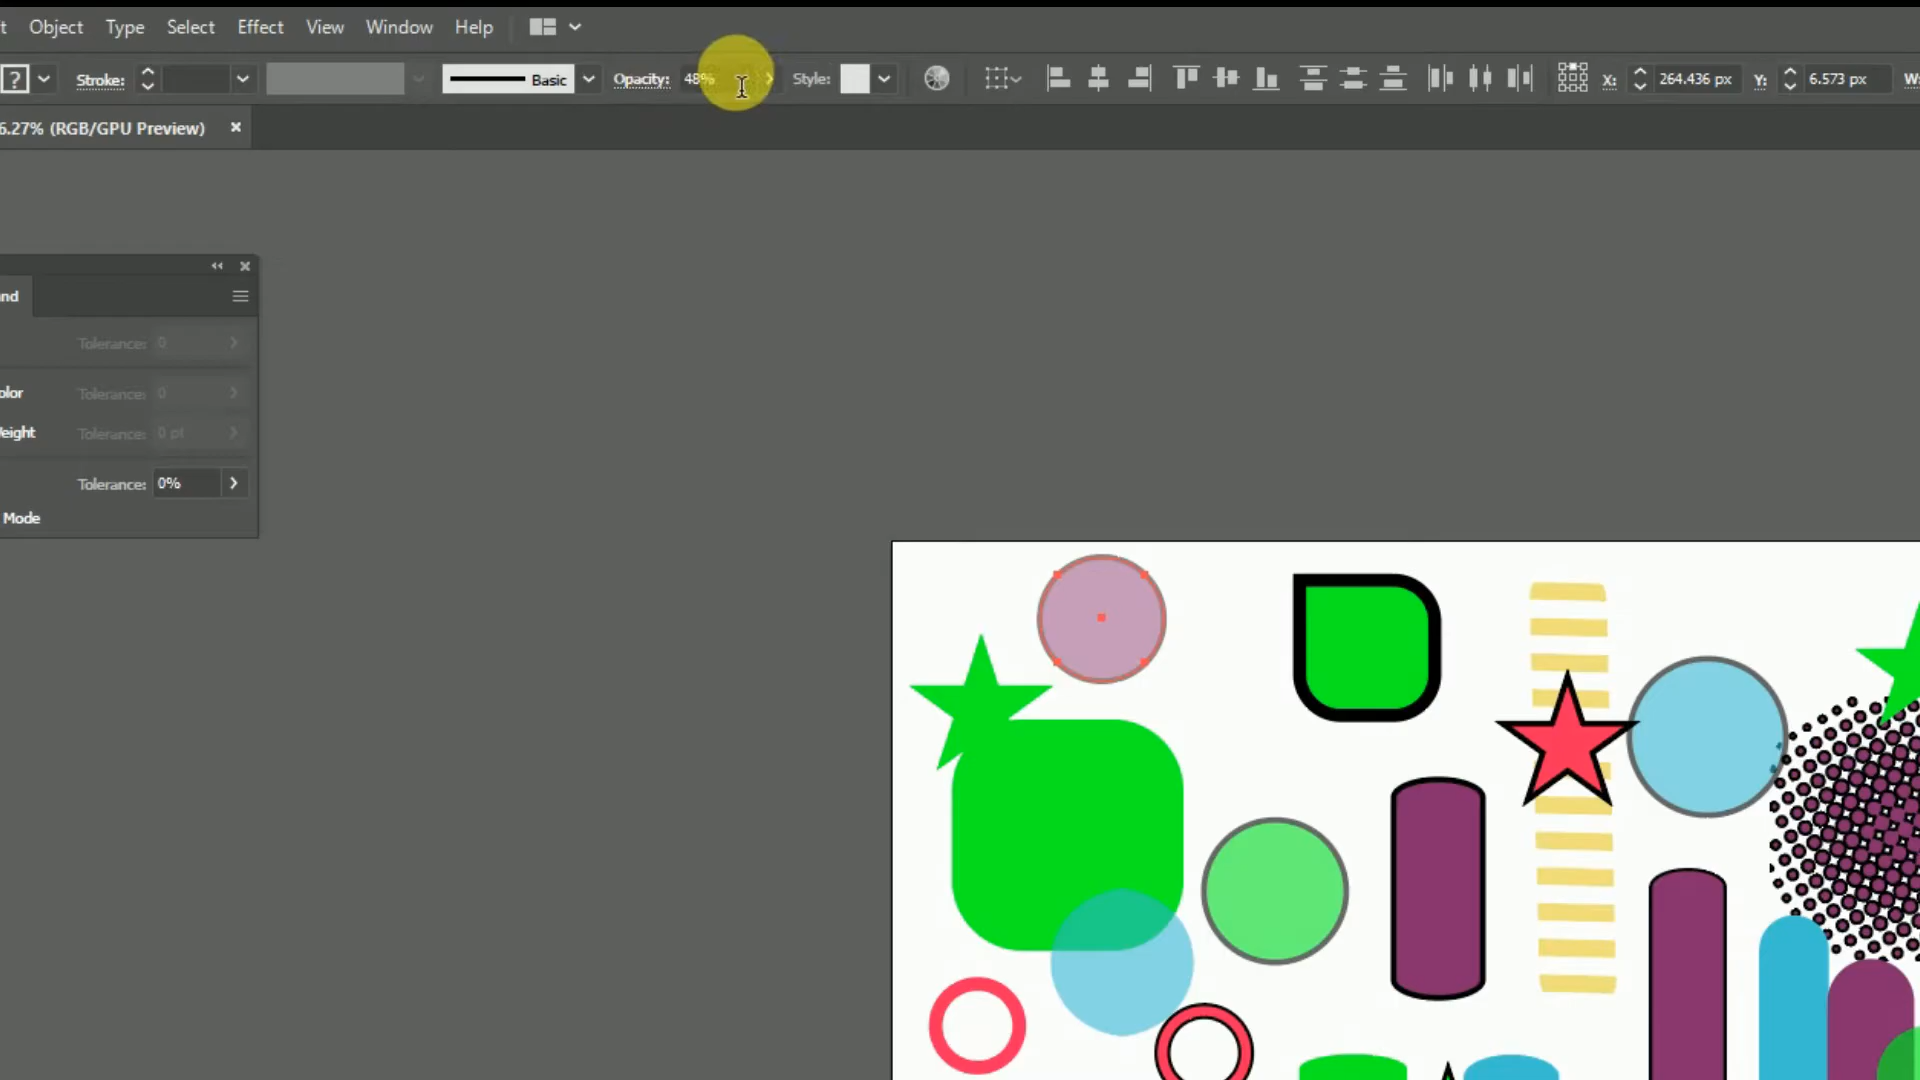 t Object Type Select Effect View Window Help
? Stroke: Basic Opacity: 48% Style: X: 264.436 px Y: 6.573 px W:
6.27% (RGB/GPU Preview) ×
nd
Tolerance: 0
olor Tolerance: 0
Weight Tolerance: 0 pt
Tolerance: 0%
Mode